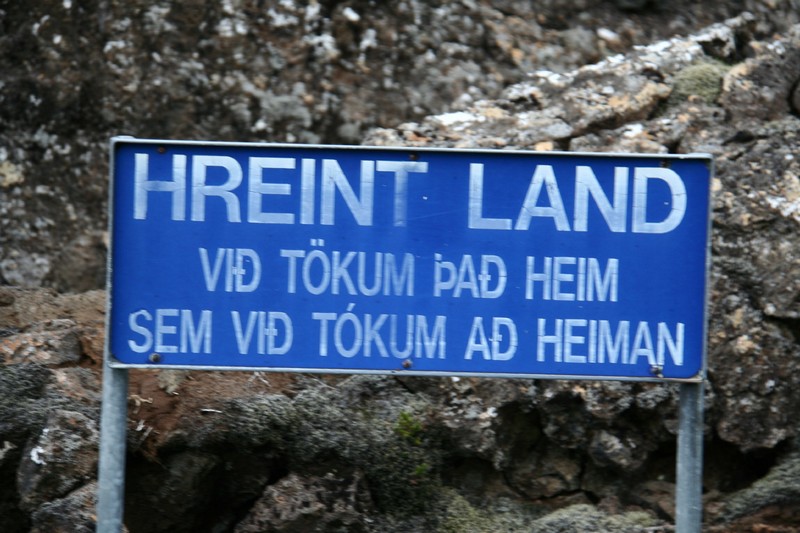 HREINT LAND
VIÐ TÖKUM ÞAÐ HEIM
SEM VIÐ TÓKUM AÐ HEIMAN